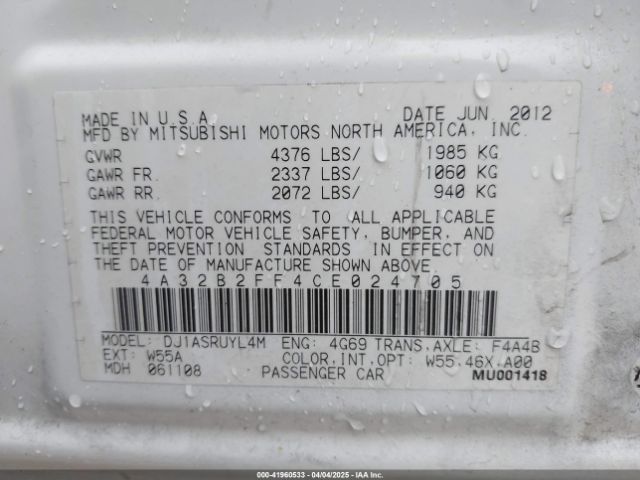 MADE IN U.S.A. DATE JUN. 2012
MFD BY MITSUBISHI MOTORS NORTH AMERICA, INC.
GVWR 4376 LBS/ 1985 KG
GAWR FR. 2337 LBS/ 1060 KG
GAWR RR. 2072 LBS/ 940 KG
THIS VEHICLE CONFORMS TO ALL APPLICABLE
FEDERAL MOTOR VEHICLE SAFETY, BUMPER, AND
THEFT PREVENTION STANDARDS IN EFFECT ON
THE DATE OF MANUFACTURE SHOWN ABOVE.
4A32B2FF4CE024705
MODEL: DJ1ASRUYL4M ENG: 4G69 TRANS,AXLE: F4A4B
EXT: W55A COLOR,INT,OPT: W55,46X,A00
MDH 061108 PASSENGER CAR MU001418
000-41960533 - 04/04/2025 - IAA Inc. (USA)